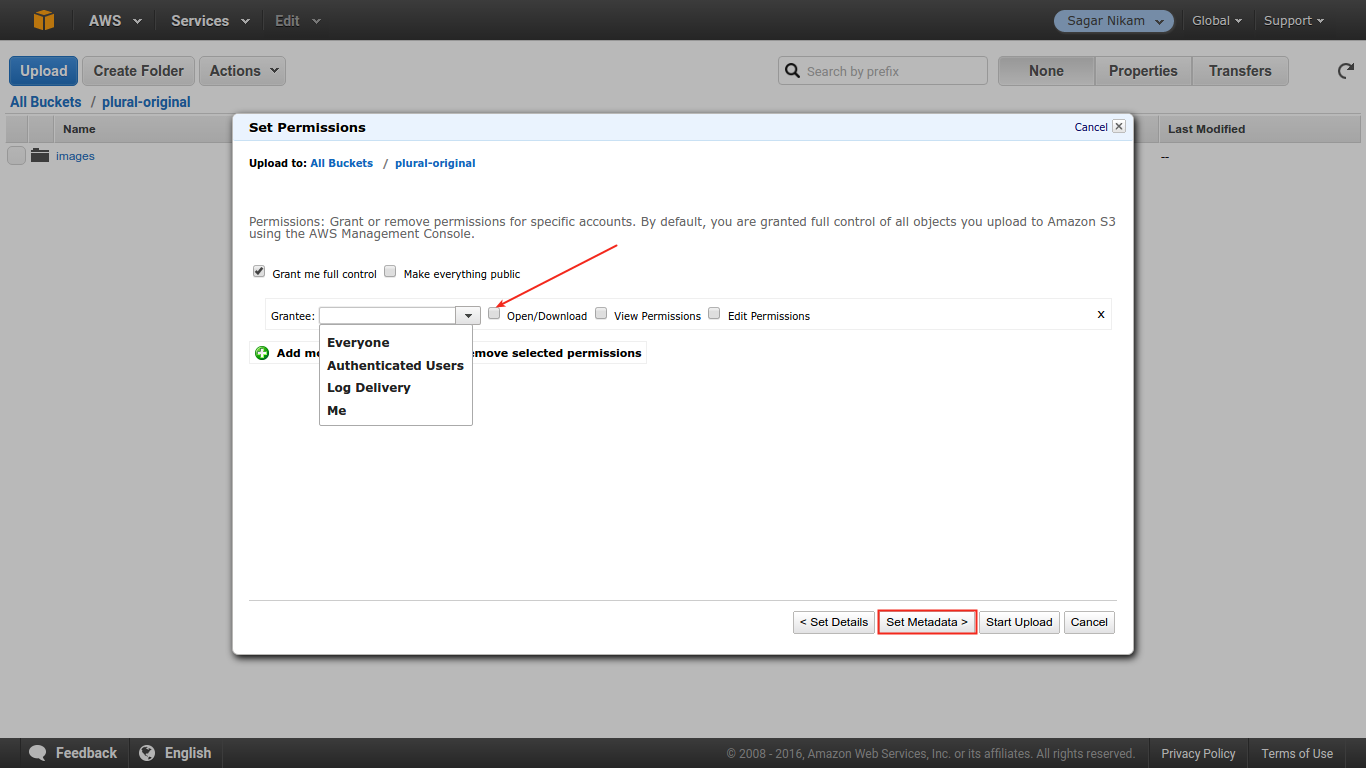 AWS Services Edit Sagar Nikam Global Support
Upload Create Folder Actions Search by prefix None Properties Transfers
All Buckets / plural-original
Name Last Modified
images --
Set Permissions Cancel
Upload to: All Buckets / plural-original
Permissions: Grant or remove permissions for specific accounts. By default, you are granted full control of all objects you upload to Amazon S3
using the AWS Management Console.
Grant me full control Make everything public
Grantee: Open/Download View Permissions Edit Permissions x
Everyone
Add mo emove selected permissions
Authenticated Users
Log Delivery
Me
< Set Details Set Metadata > Start Upload Cancel
Feedback English © 2008 - 2016, Amazon Web Services, Inc. or its affiliates. All rights reserved. Privacy Policy Terms of Use